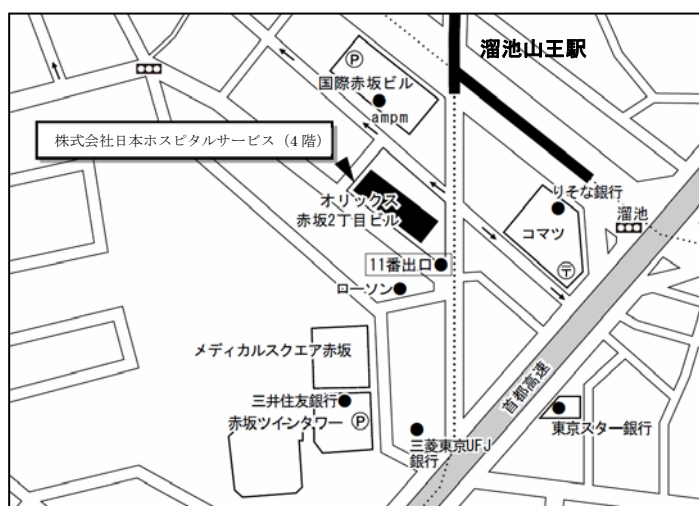 溜池山王駅
Ⓟ
国際赤坂ビル
ampm
株式会社日本ホスピタルサービス（4 階）
りそな銀行
オリックス
赤坂2丁目ビル
溜池
コマツ
〒
11番出口
ローソン
メディカルスクエア赤坂
首都高速
三井住友銀行
赤坂ツインタワー
Ⓟ
東京スター銀行
三菱東京UFJ
銀行